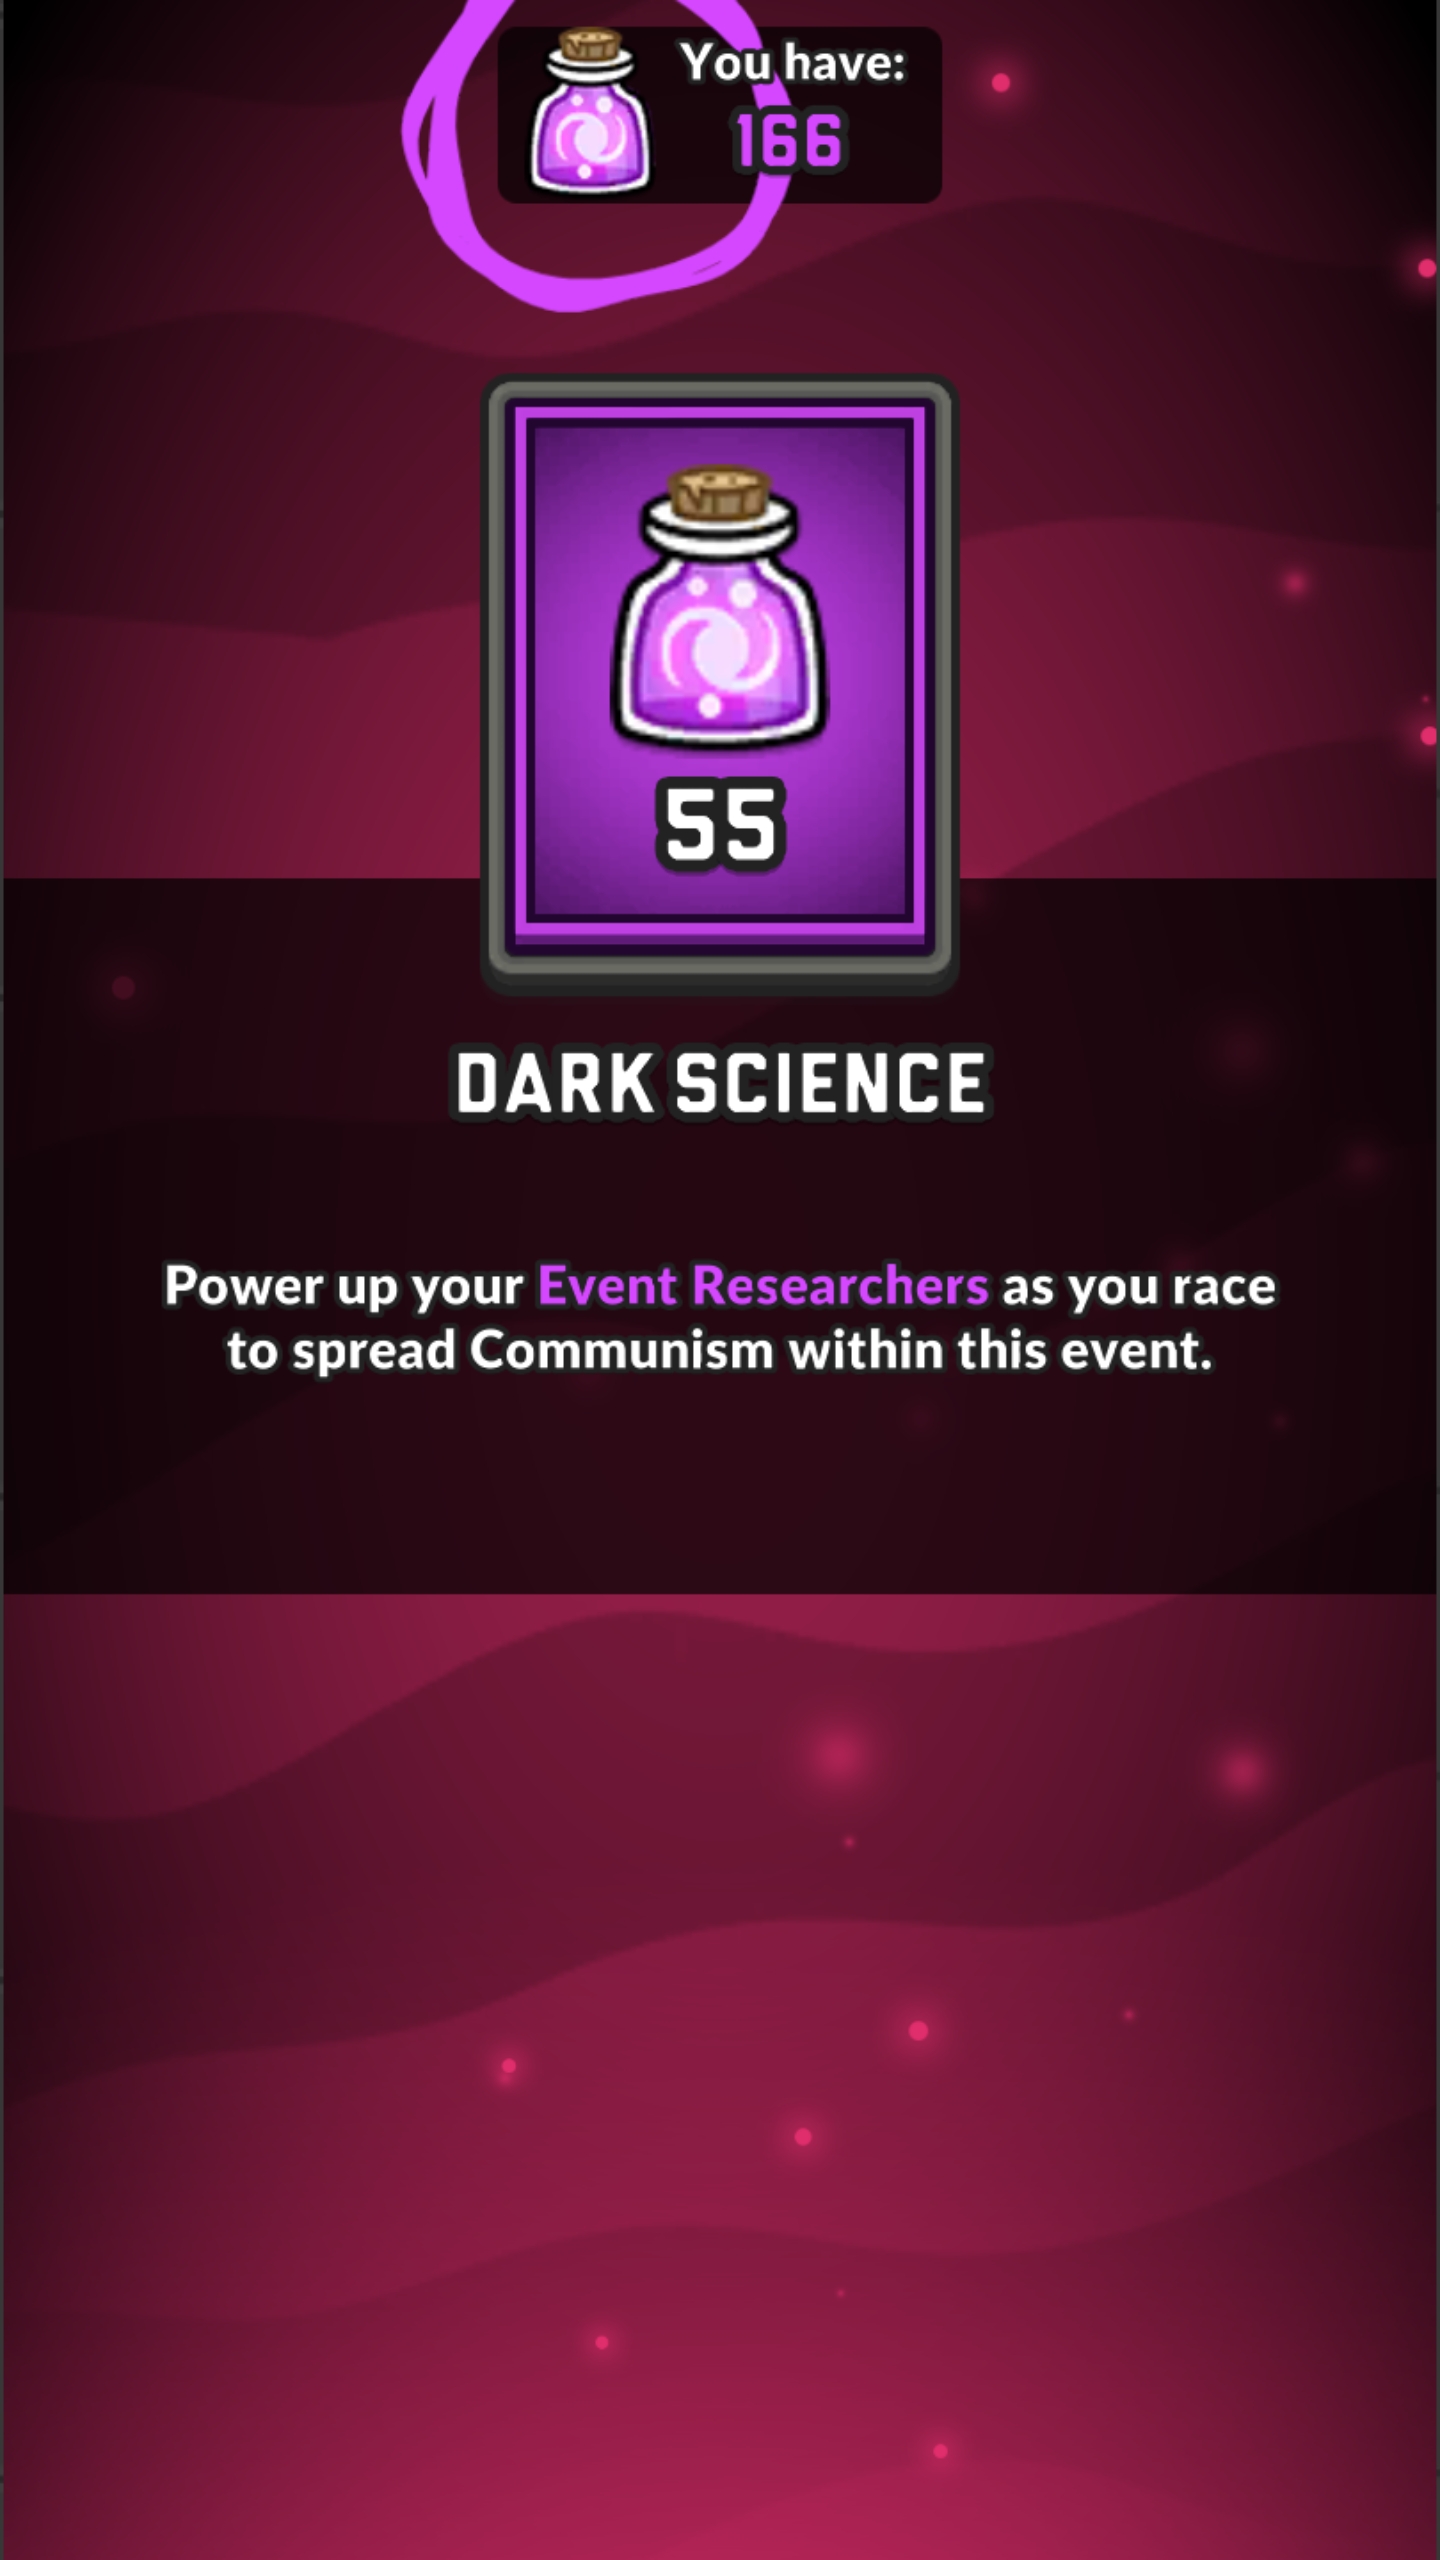 You have:
166
55
DARK SCIENCE
Power up your Event Researchers as you race
to spread Communism within this event.